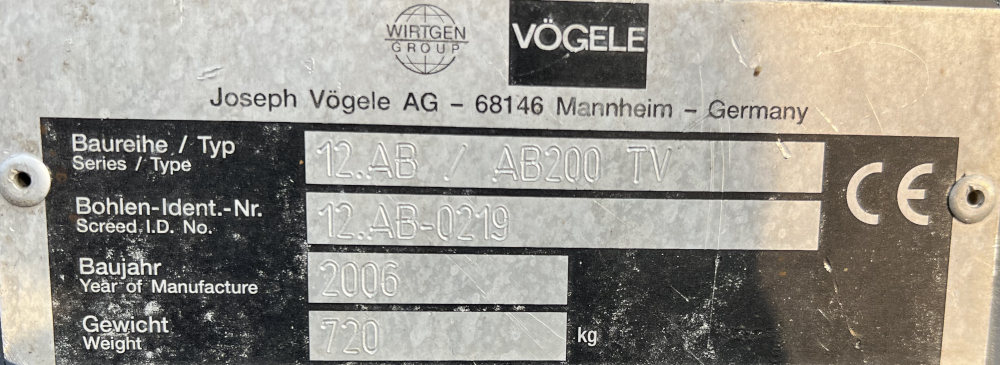 WIRTGEN
GROUP
VÖGELE
Joseph Vögele AG – 68146 Mannheim – Germany
Baureihe / Typ
Series / Type
12.AB / AB200 TV
Bohlen-Ident.-Nr.
Screed I.D. No.
12.AB-0219
CE
Baujahr
Year of Manufacture
2006
Gewicht
Weight
720 kg